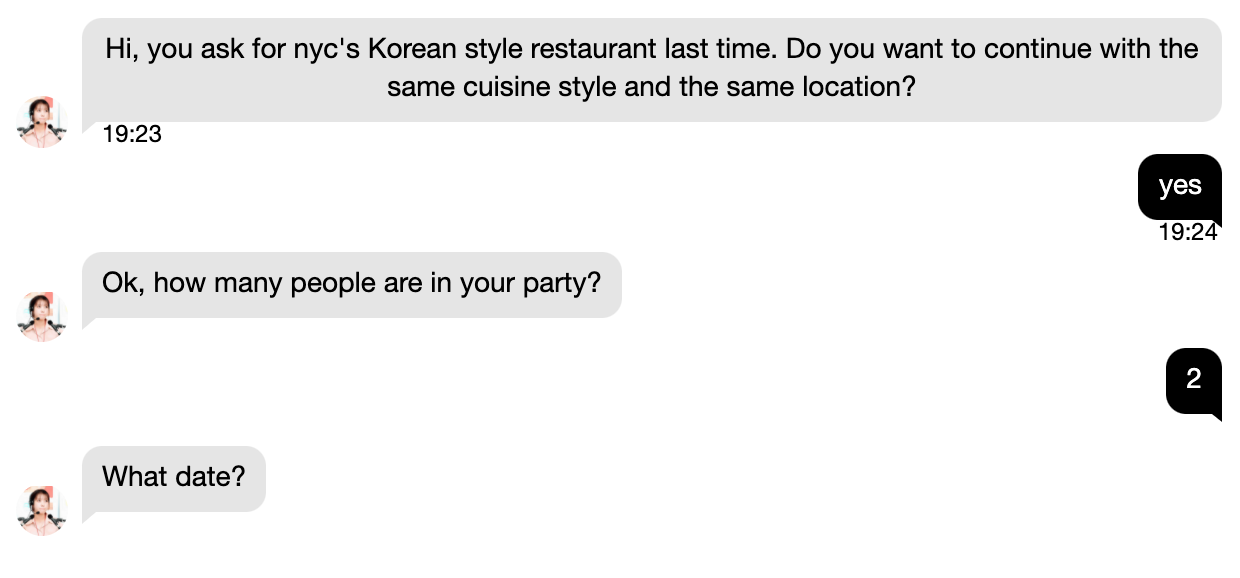 Hi, you ask for nyc's Korean style restaurant last time. Do you want to continue with the
same cuisine style and the same location?
19:23
yes
19:24
Ok, how many people are in your party?
2
What date?